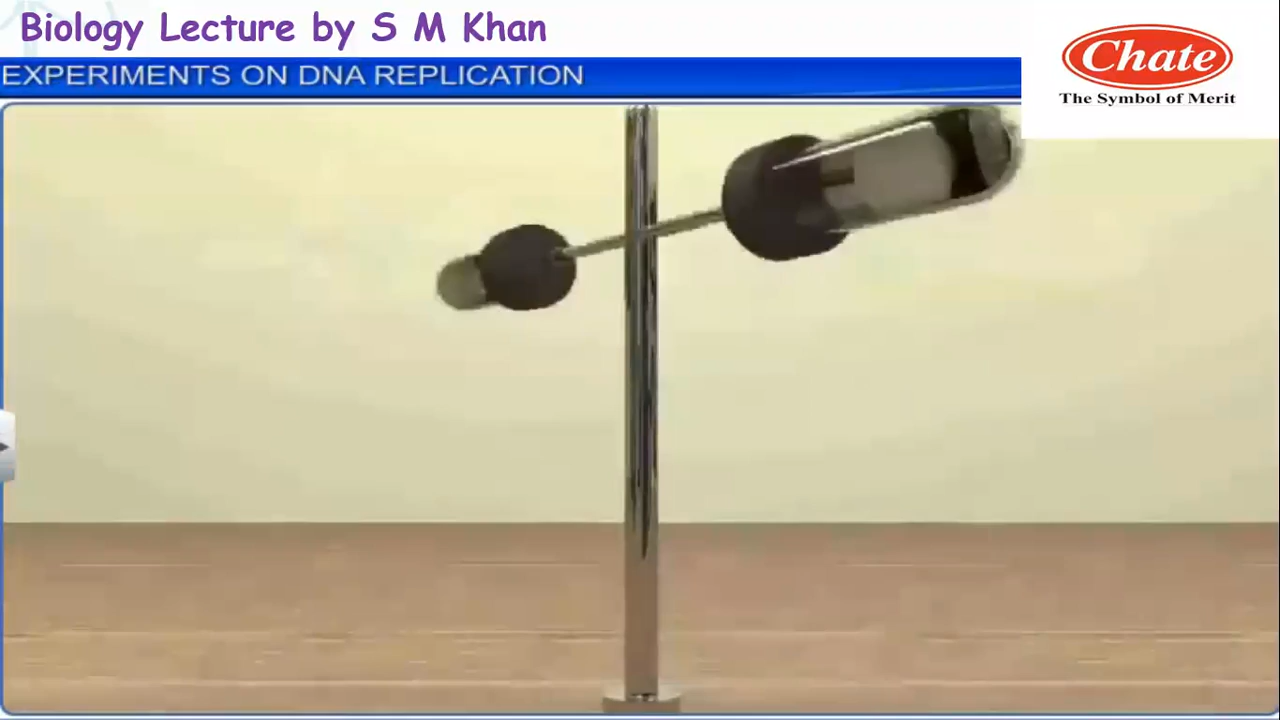 Biology Lecture by S M Khan
EXPERIMENTS ON DNA REPLICATION
Chate
The Symbol of Merit